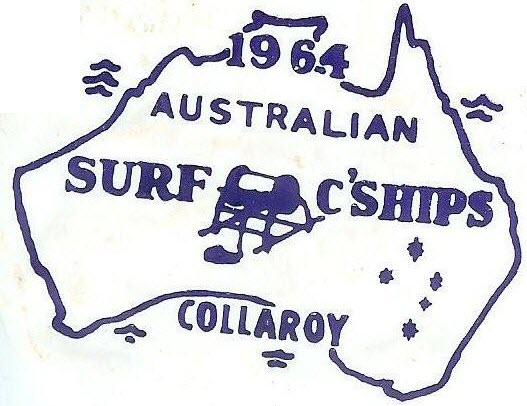 1964
AUSTRALIAN
SURF C'SHIPS
COLLAROY